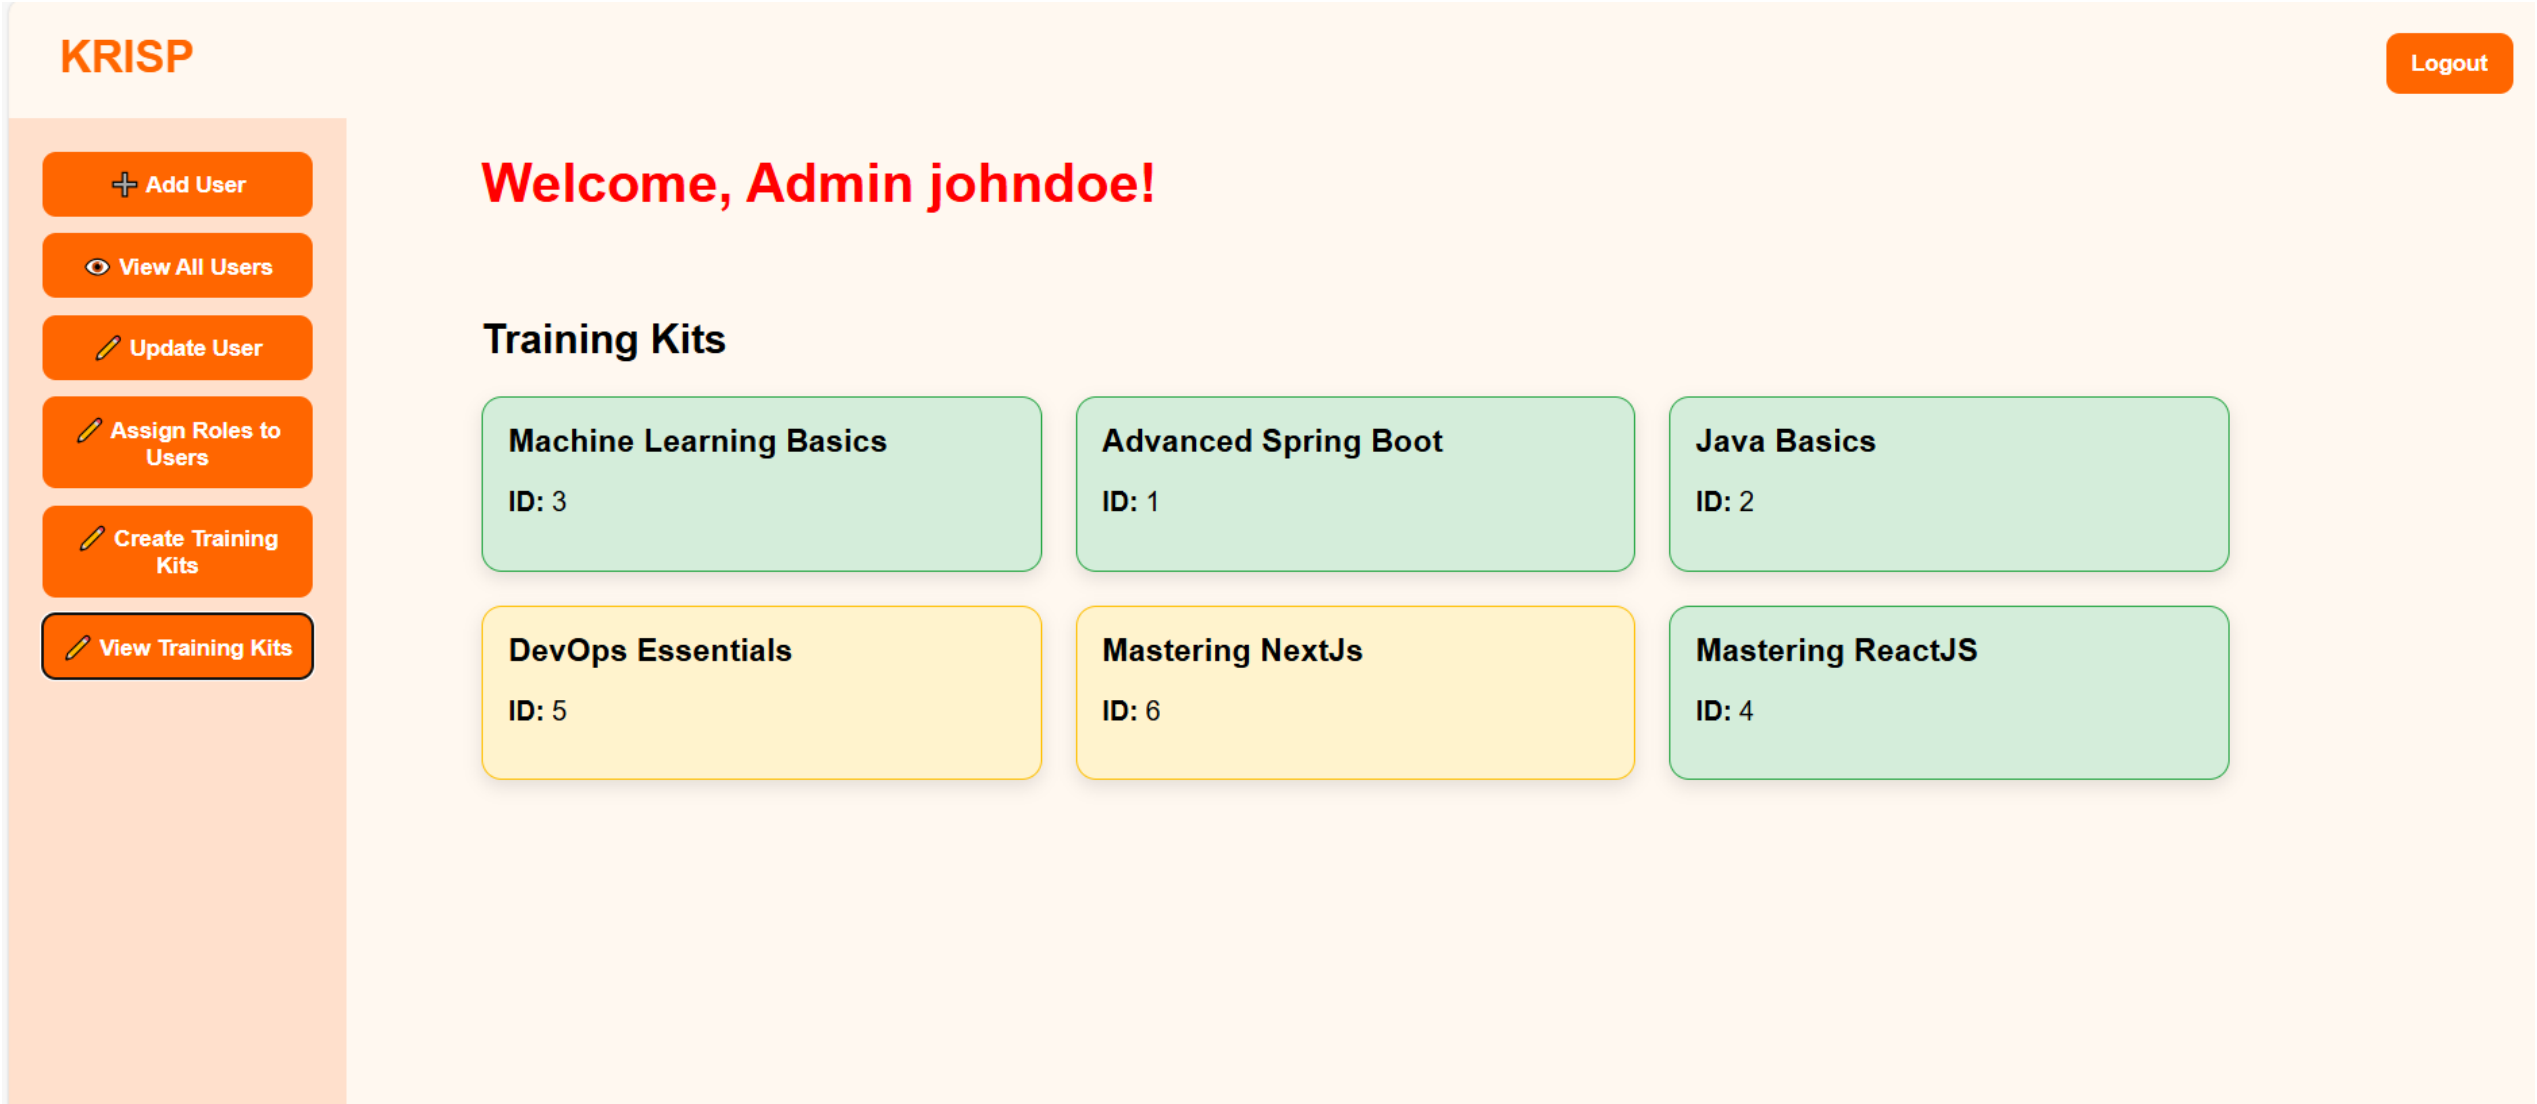 KRISP
Logout
➕ Add User
👁 View All Users
✏️ Update User
✏️ Assign Roles to
Users
✏️ Create Training
Kits
✏️ View Training Kits
Welcome, Admin johndoe!
Training Kits
Machine Learning Basics
ID: 3
Advanced Spring Boot
ID: 1
Java Basics
ID: 2
DevOps Essentials
ID: 5
Mastering NextJs
ID: 6
Mastering ReactJS
ID: 4